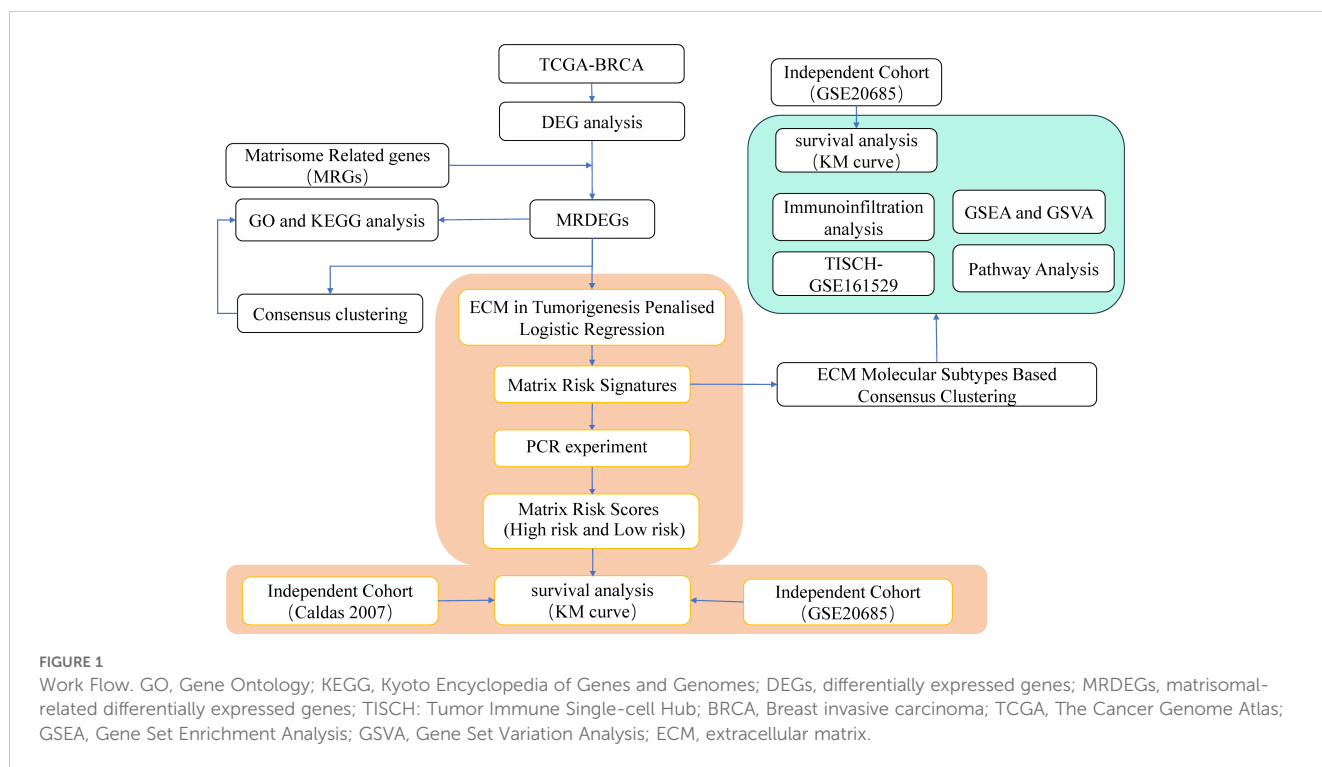 TCGA-BRCA
DEG analysis
Matrisome Related genes
（MRGs）
GO and KEGG analysis
MRDEGs
Consensus clustering
ECM in Tumorigenesis Penalised
Logistic Regression
Matrix Risk Signatures
PCR experiment
Matrix Risk Scores
(High risk and Low risk)
Independent Cohort
（GSE20685）
survival analysis
（KM curve）
Immunoinfiltration
analysis
GSEA and GSVA
TISCH-
GSE161529
Pathway Analysis
ECM Molecular Subtypes Based
Consensus Clustering
Independent Cohort
（Caldas 2007）
survival analysis
（KM curve）
Independent Cohort
（GSE20685）
FIGURE 1
Work Flow. GO, Gene Ontology; KEGG, Kyoto Encyclopedia of Genes and Genomes; DEGs, differentially expressed genes; MRDEGs, matrisomal-
related differentially expressed genes; TISCH: Tumor Immune Single-cell Hub; BRCA, Breast invasive carcinoma; TCGA, The Cancer Genome Atlas;
GSEA, Gene Set Enrichment Analysis; GSVA, Gene Set Variation Analysis; ECM, extracellular matrix.